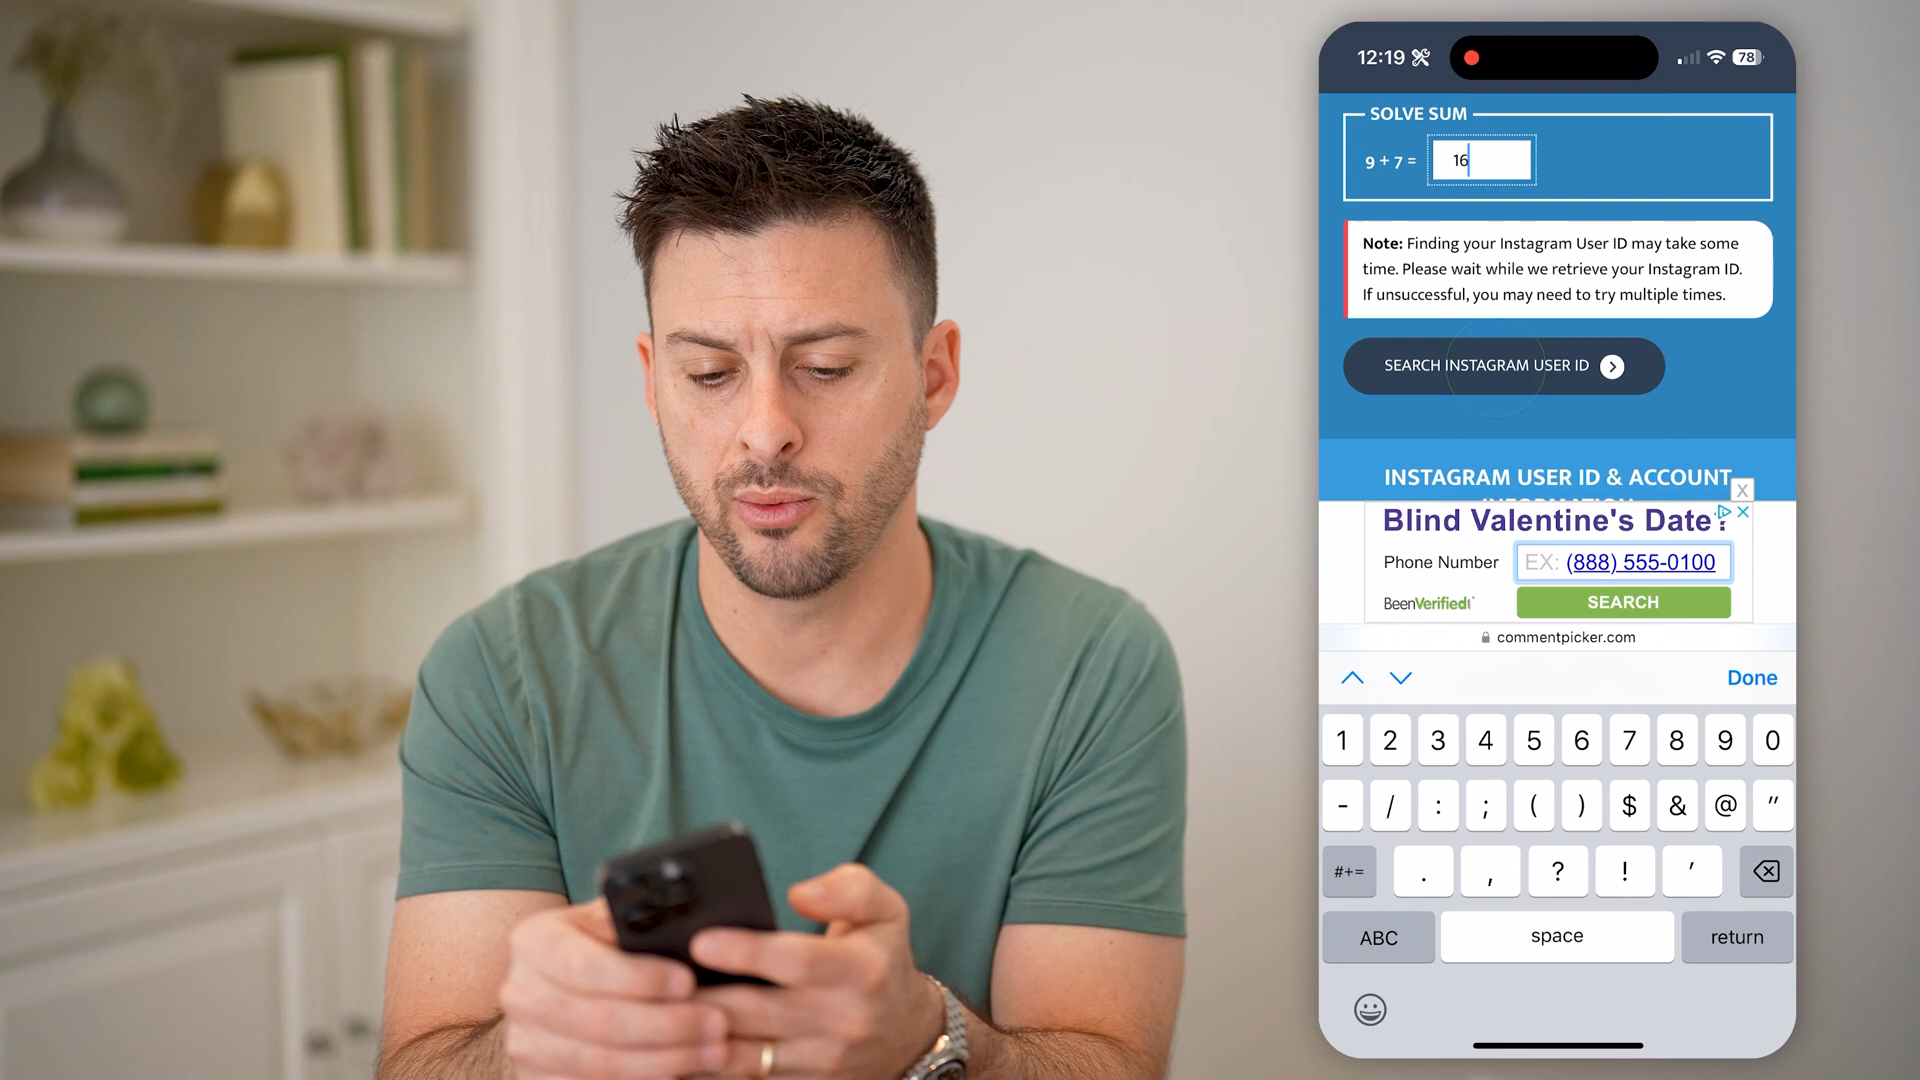 12:19
78
SOLVE SUM
9 + 7 = 16
Note: Finding your Instagram User ID may take some
time. Please wait while we retrieve your Instagram ID.
If unsuccessful, you may need to try multiple times.
SEARCH INSTAGRAM USER ID
INSTAGRAM USER ID & ACCOUNT
INFORMATION
X
Blind Valentine's Date?
Phone Number EX: (888) 555-0100
BeenVerified
SEARCH
commentpicker.com
Done
1 2 3 4 5 6 7 8 9 0
- / : ; ( ) $ & @ "
#+= . , ? ! '
ABC space return